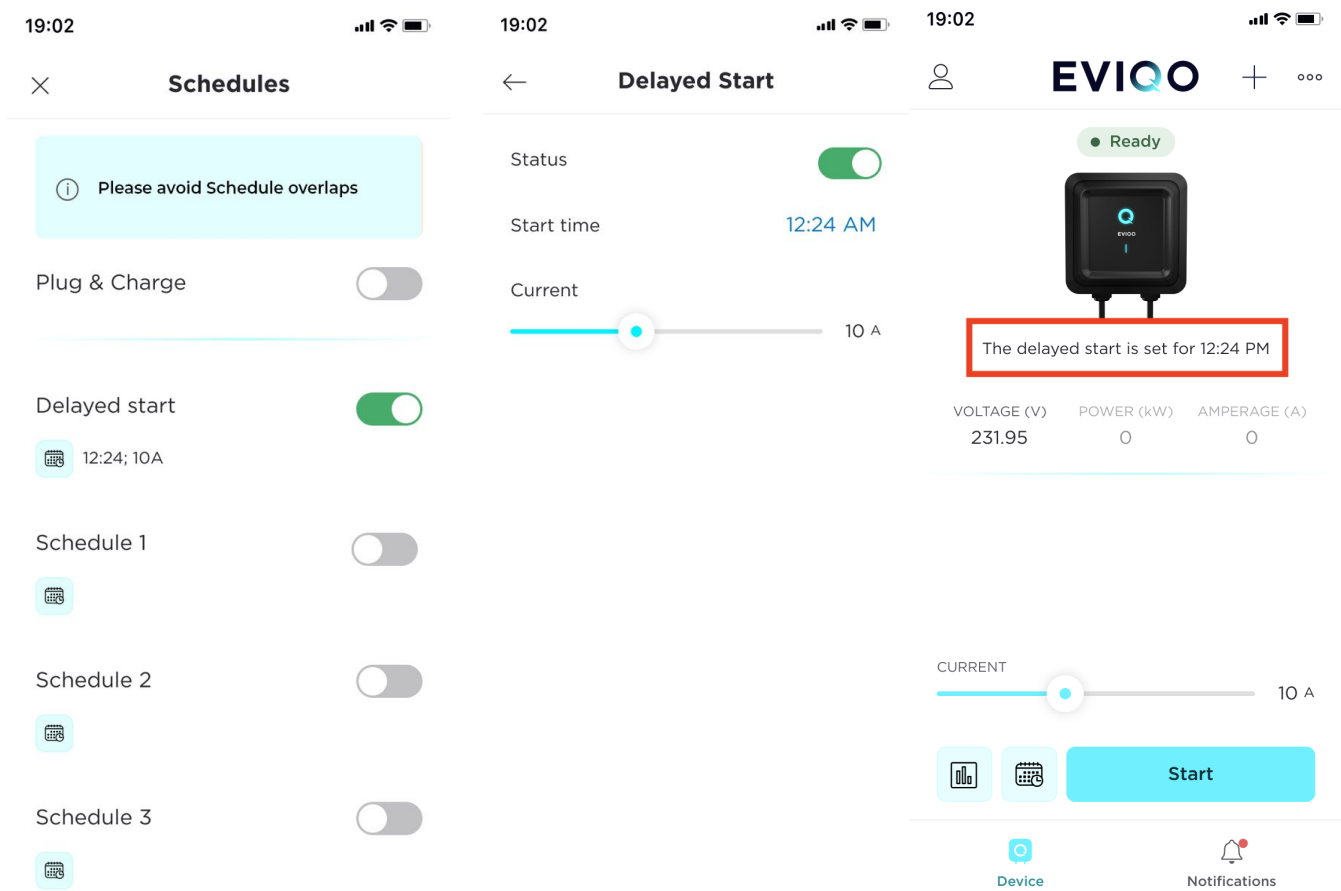 19:02
Schedules
Please avoid Schedule overlaps
Plug & Charge
Delayed start
12:24; 10A
Schedule 1
Schedule 2
Schedule 3
19:02
Delayed Start
Status
Start time 12:24 AM
Current
10 A
19:02
EVIQO
Ready
EVIQO
The delayed start is set for 12:24 PM
VOLTAGE (V) POWER (kW) AMPERAGE (A)
231.95 0 0
CURRENT
10 A
Start
Device Notifications